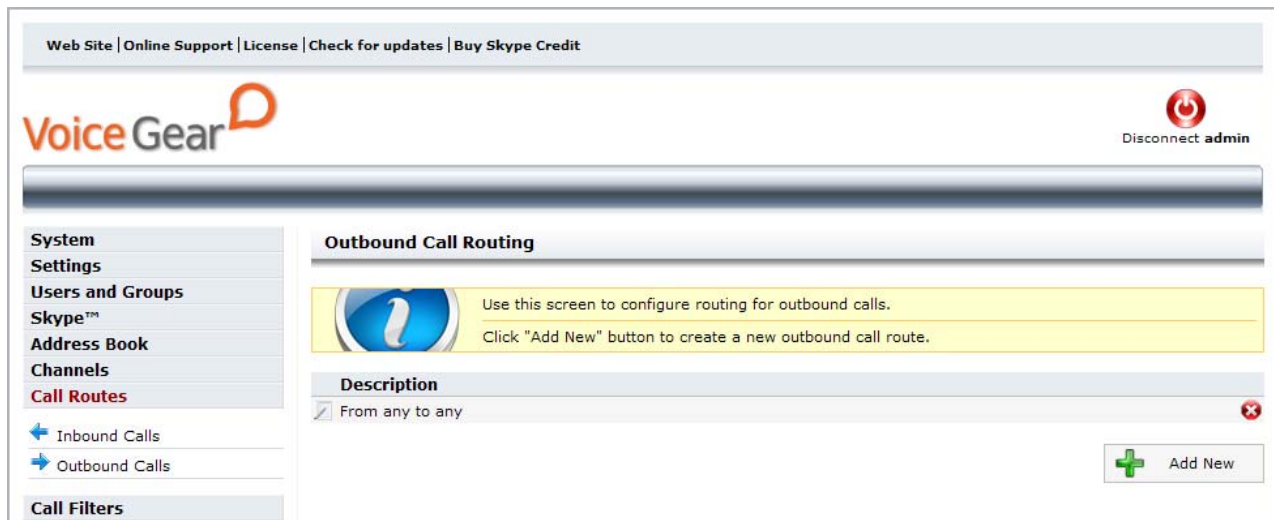 Web Site | Online Support | License | Check for updates | Buy Skype Credit
Voice Gear
Disconnect admin
System
Settings
Users and Groups
Skype™
Address Book
Channels
Call Routes
Inbound Calls
Outbound Calls
Call Filters
Outbound Call Routing
Use this screen to configure routing for outbound calls.
Click "Add New" button to create a new outbound call route.
Description
From any to any
Add New